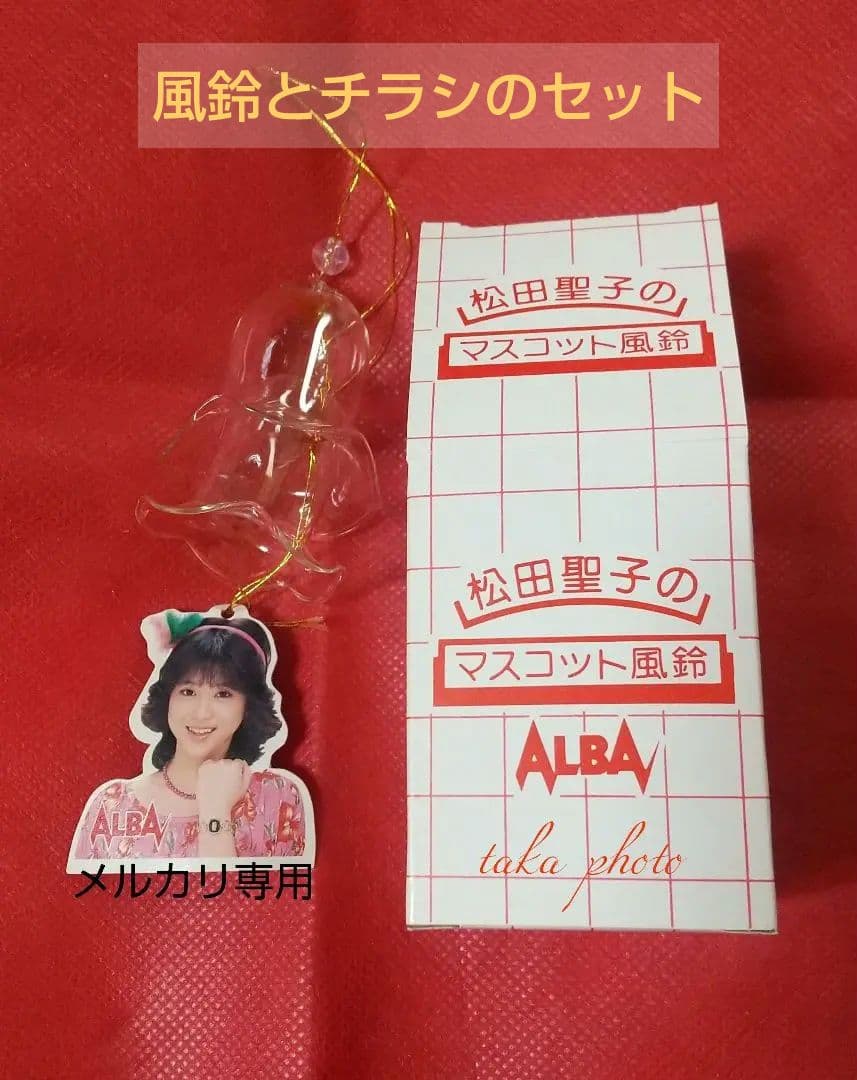 風鈴とチラシのセット
松田聖子の
マスコット風鈴
松田聖子の
マスコット風鈴
ALBA
taka photo
ALBA
メルカリ専用